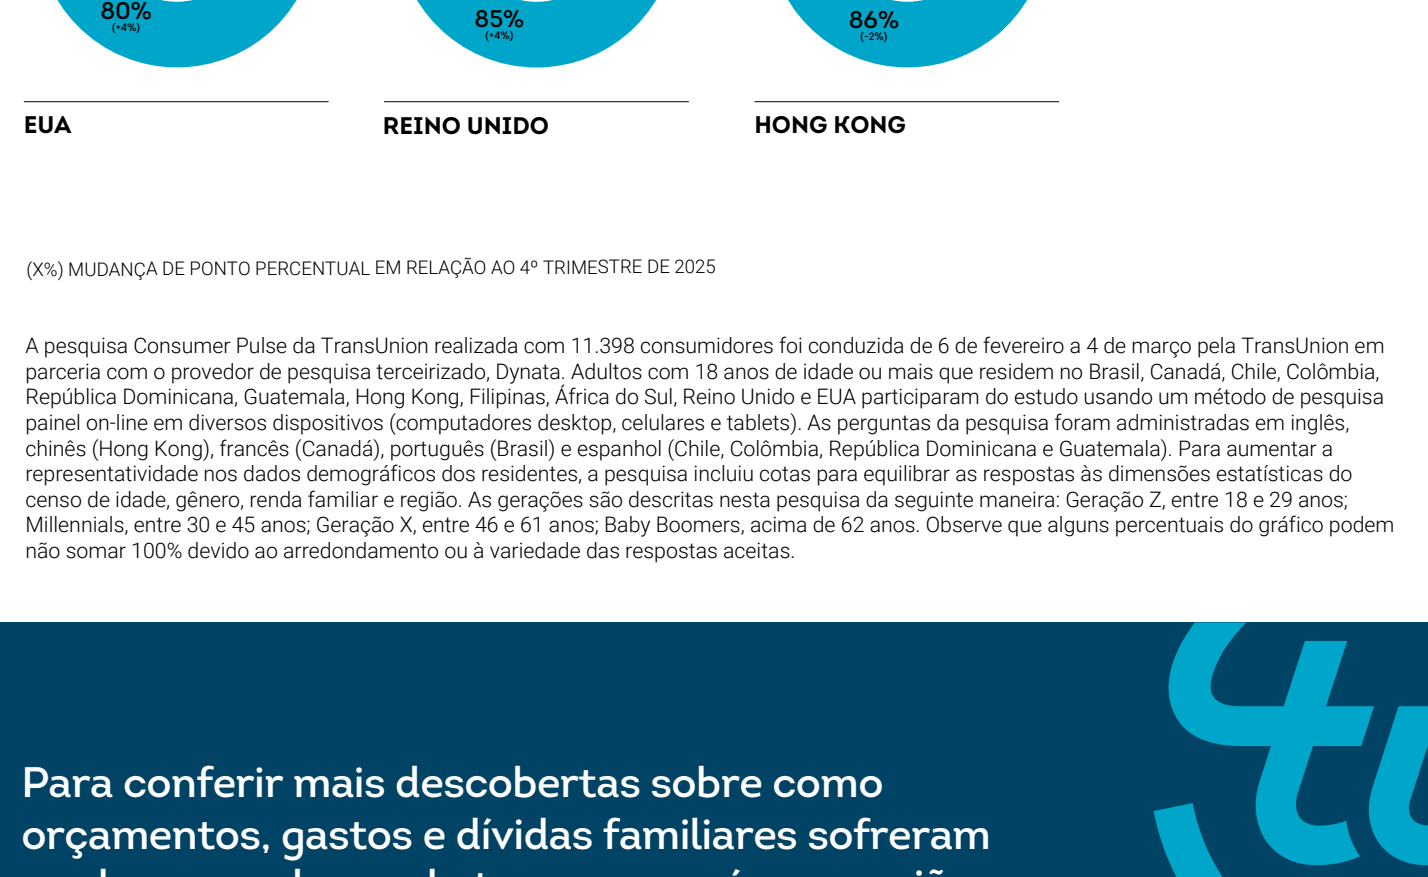 80%
(+4%)
85%
(+4%)
86%
(-2%)
EUA
REINO UNIDO
HONG KONG
(X%) MUDANÇA DE PONTO PERCENTUAL EM RELAÇÃO AO 4º TRIMESTRE DE 2025
A pesquisa Consumer Pulse da TransUnion realizada com 11.398 consumidores foi conduzida de 6 de fevereiro a 4 de março pela TransUnion em
parceria com o provedor de pesquisa terceirizado, Dynata. Adultos com 18 anos de idade ou mais que residem no Brasil, Canadá, Chile, Colômbia,
República Dominicana, Guatemala, Hong Kong, Filipinas, África do Sul, Reino Unido e EUA participaram do estudo usando um método de pesquisa
painel on-line em diversos dispositivos (computadores desktop, celulares e tablets). As perguntas da pesquisa foram administradas em inglês,
chinês (Hong Kong), francês (Canadá), português (Brasil) e espanhol (Chile, Colômbia, República Dominicana e Guatemala). Para aumentar a
representatividade nos dados demográficos dos residentes, a pesquisa incluiu cotas para equilibrar as respostas às dimensões estatísticas do
censo de idade, gênero, renda familiar e região. As gerações são descritas nesta pesquisa da seguinte maneira: Geração Z, entre 18 e 29 anos;
Millennials, entre 30 e 45 anos; Geração X, entre 46 e 61 anos; Baby Boomers, acima de 62 anos. Observe que alguns percentuais do gráfico podem
não somar 100% devido ao arredondamento ou à variedade das respostas aceitas.
tu
Para conferir mais descobertas sobre como
orçamentos, gastos e dívidas familiares sofreram